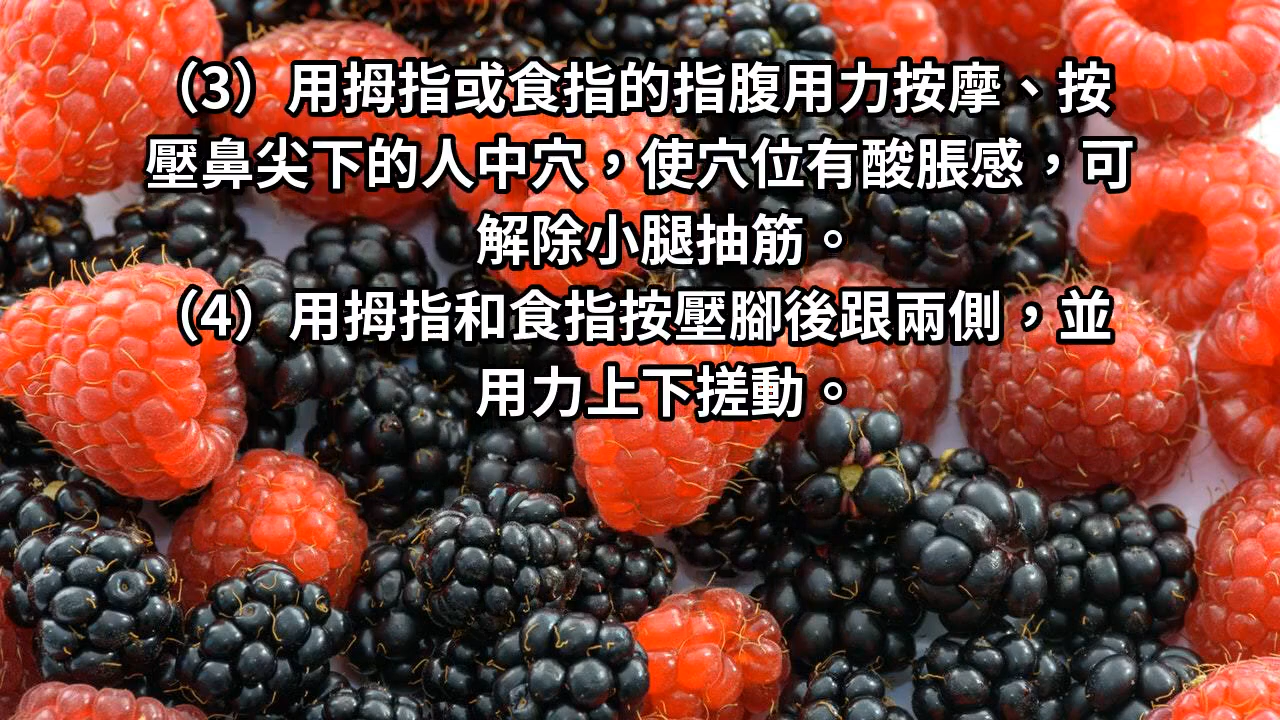 （3）用拇指或食指的指腹用力按摩、按
壓鼻尖下的人中穴，使穴位有酸脹感，可
解除小腿抽筋。
（4）用拇指和食指按壓腳後跟兩側，並
用力上下搓動。